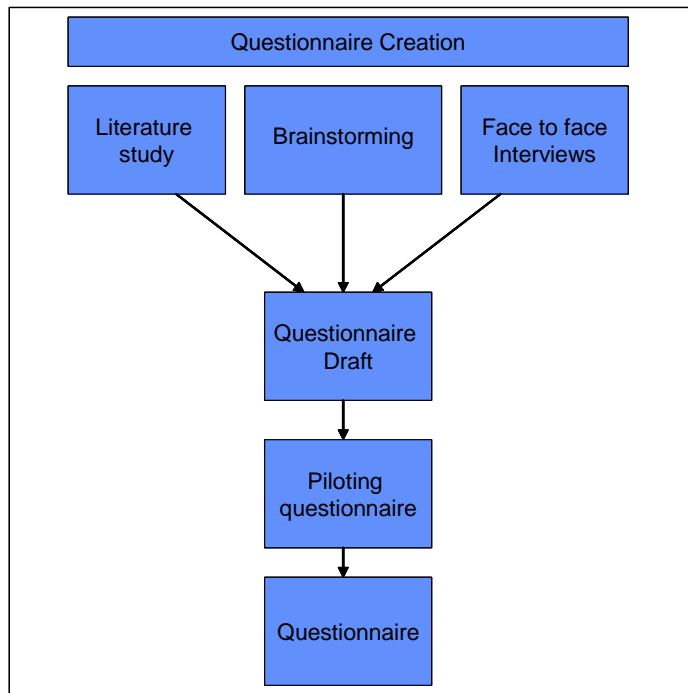 Questionnaire Creation
Literature
study
Brainstorming
Face to face
Interviews
Questionnaire
Draft
Piloting
questionnaire
Questionnaire